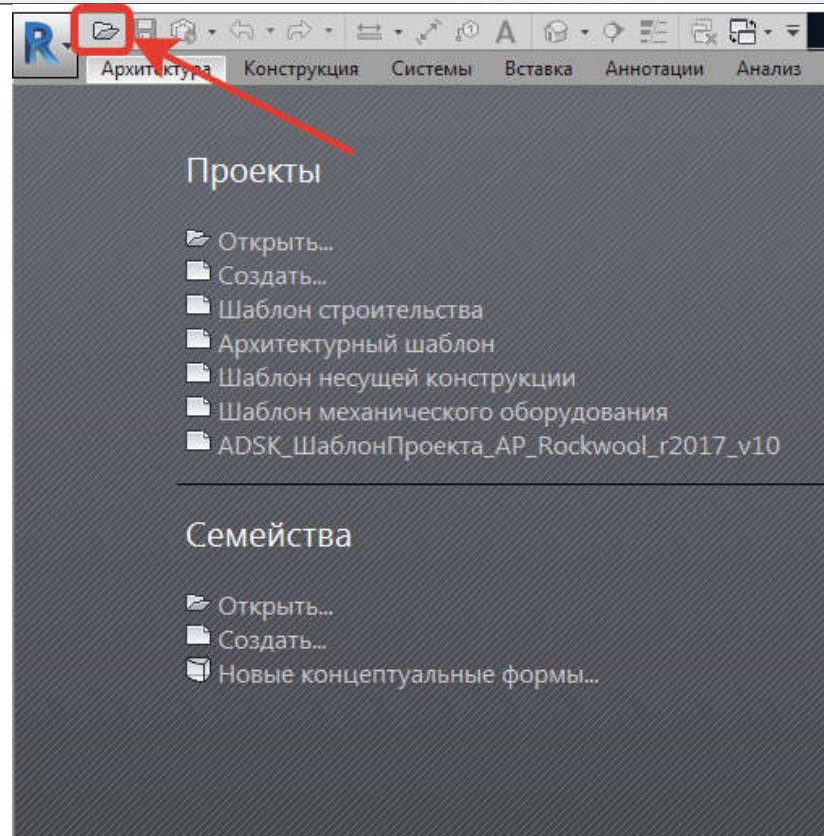 R
A
Архитектура Конструкция Системы Вставка Аннотации Анализ
Проекты
Открыть...
Создать...
Шаблон строительства
Архитектурный шаблон
Шаблон несущей конструкции
Шаблон механического оборудования
ADSK_ШаблонПроекта_АР_Rockwool_r2017_v10
Семейства
Открыть...
Создать...
Новые концептуальные формы...